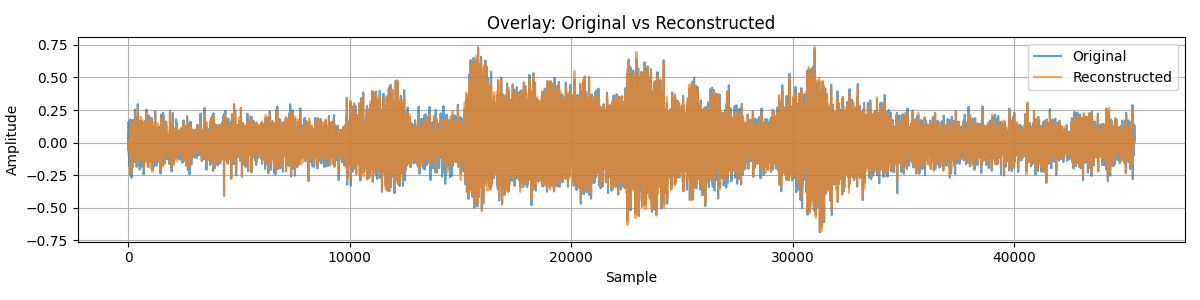 Overlay: Original vs Reconstructed
Amplitude
0.75
0.50
0.25
0.00
−0.25
−0.50
−0.75
Original
Reconstructed
0
10000
20000
30000
40000
Sample